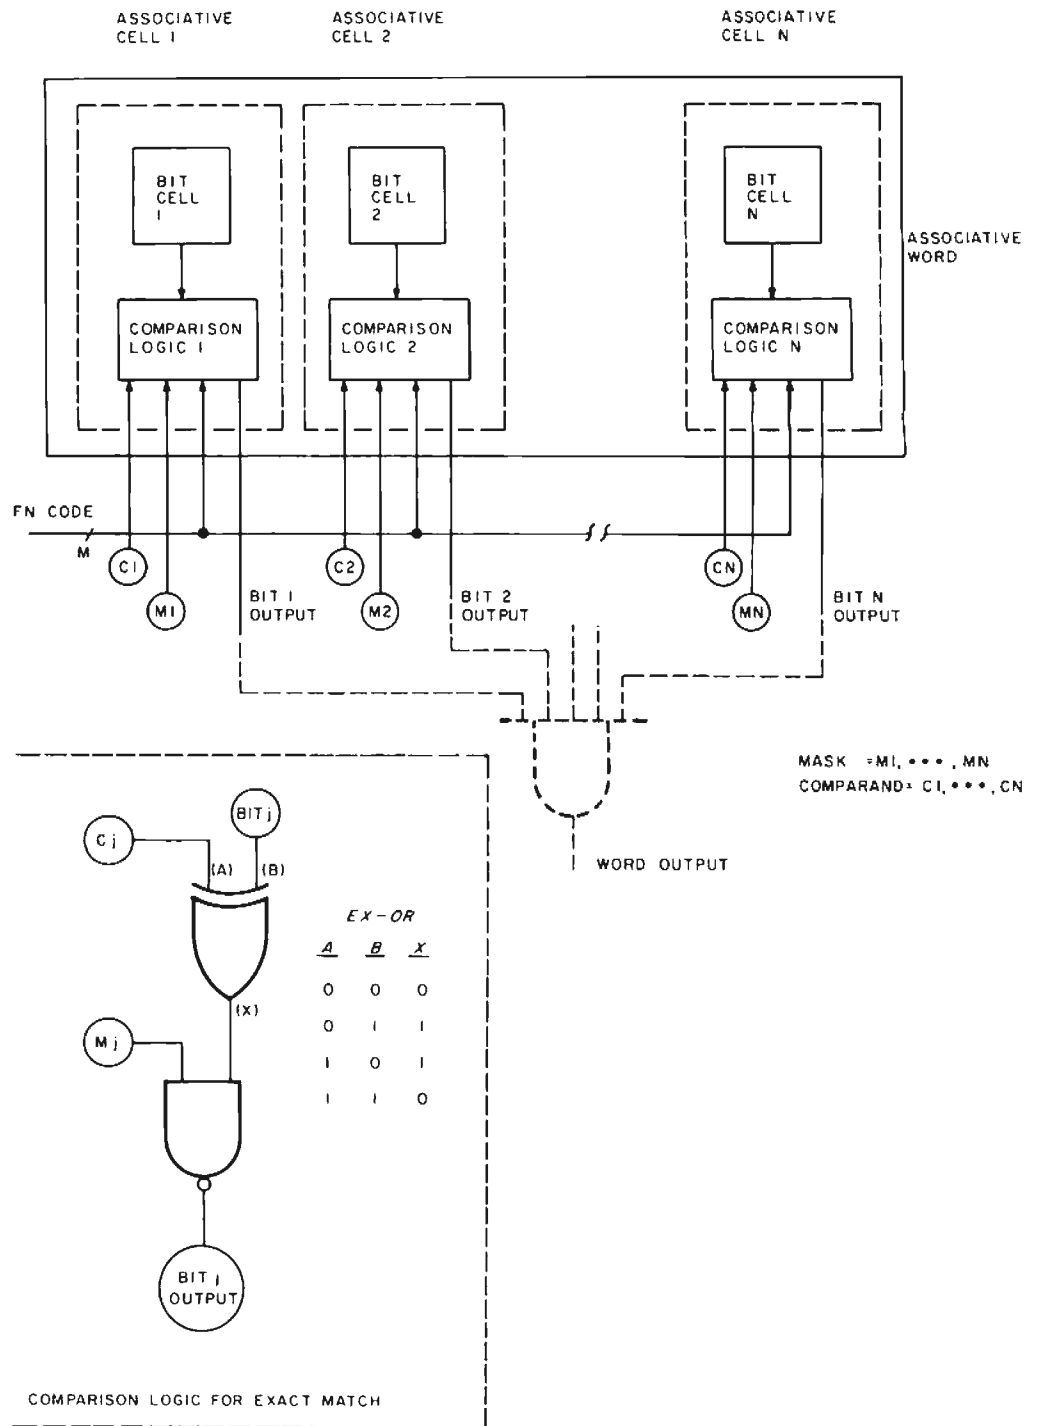 ASSOCIATIVE
CELL 1
ASSOCIATIVE
CELL 2
ASSOCIATIVE
CELL N
BIT
CELL
1
BIT
CELL
2
BIT
CELL
N
ASSOCIATIVE
WORD
COMPARISON
LOGIC 1
COMPARISON
LOGIC 2
COMPARISON
LOGIC N
FN CODE
M
C1
M1
C2
M2
CN
MN
BIT 1
OUTPUT
BIT 2
OUTPUT
BIT N
OUTPUT
MASK =M1, •••, MN
COMPARAND= C1, •••, CN
WORD OUTPUT
Cj
BITj
(A)
(B)
(X)
Mj
EX-OR
A B X
0 0 0
0 1 1
1 0 1
1 1 0
BIT j
OUTPUT
COMPARISON LOGIC FOR EXACT MATCH